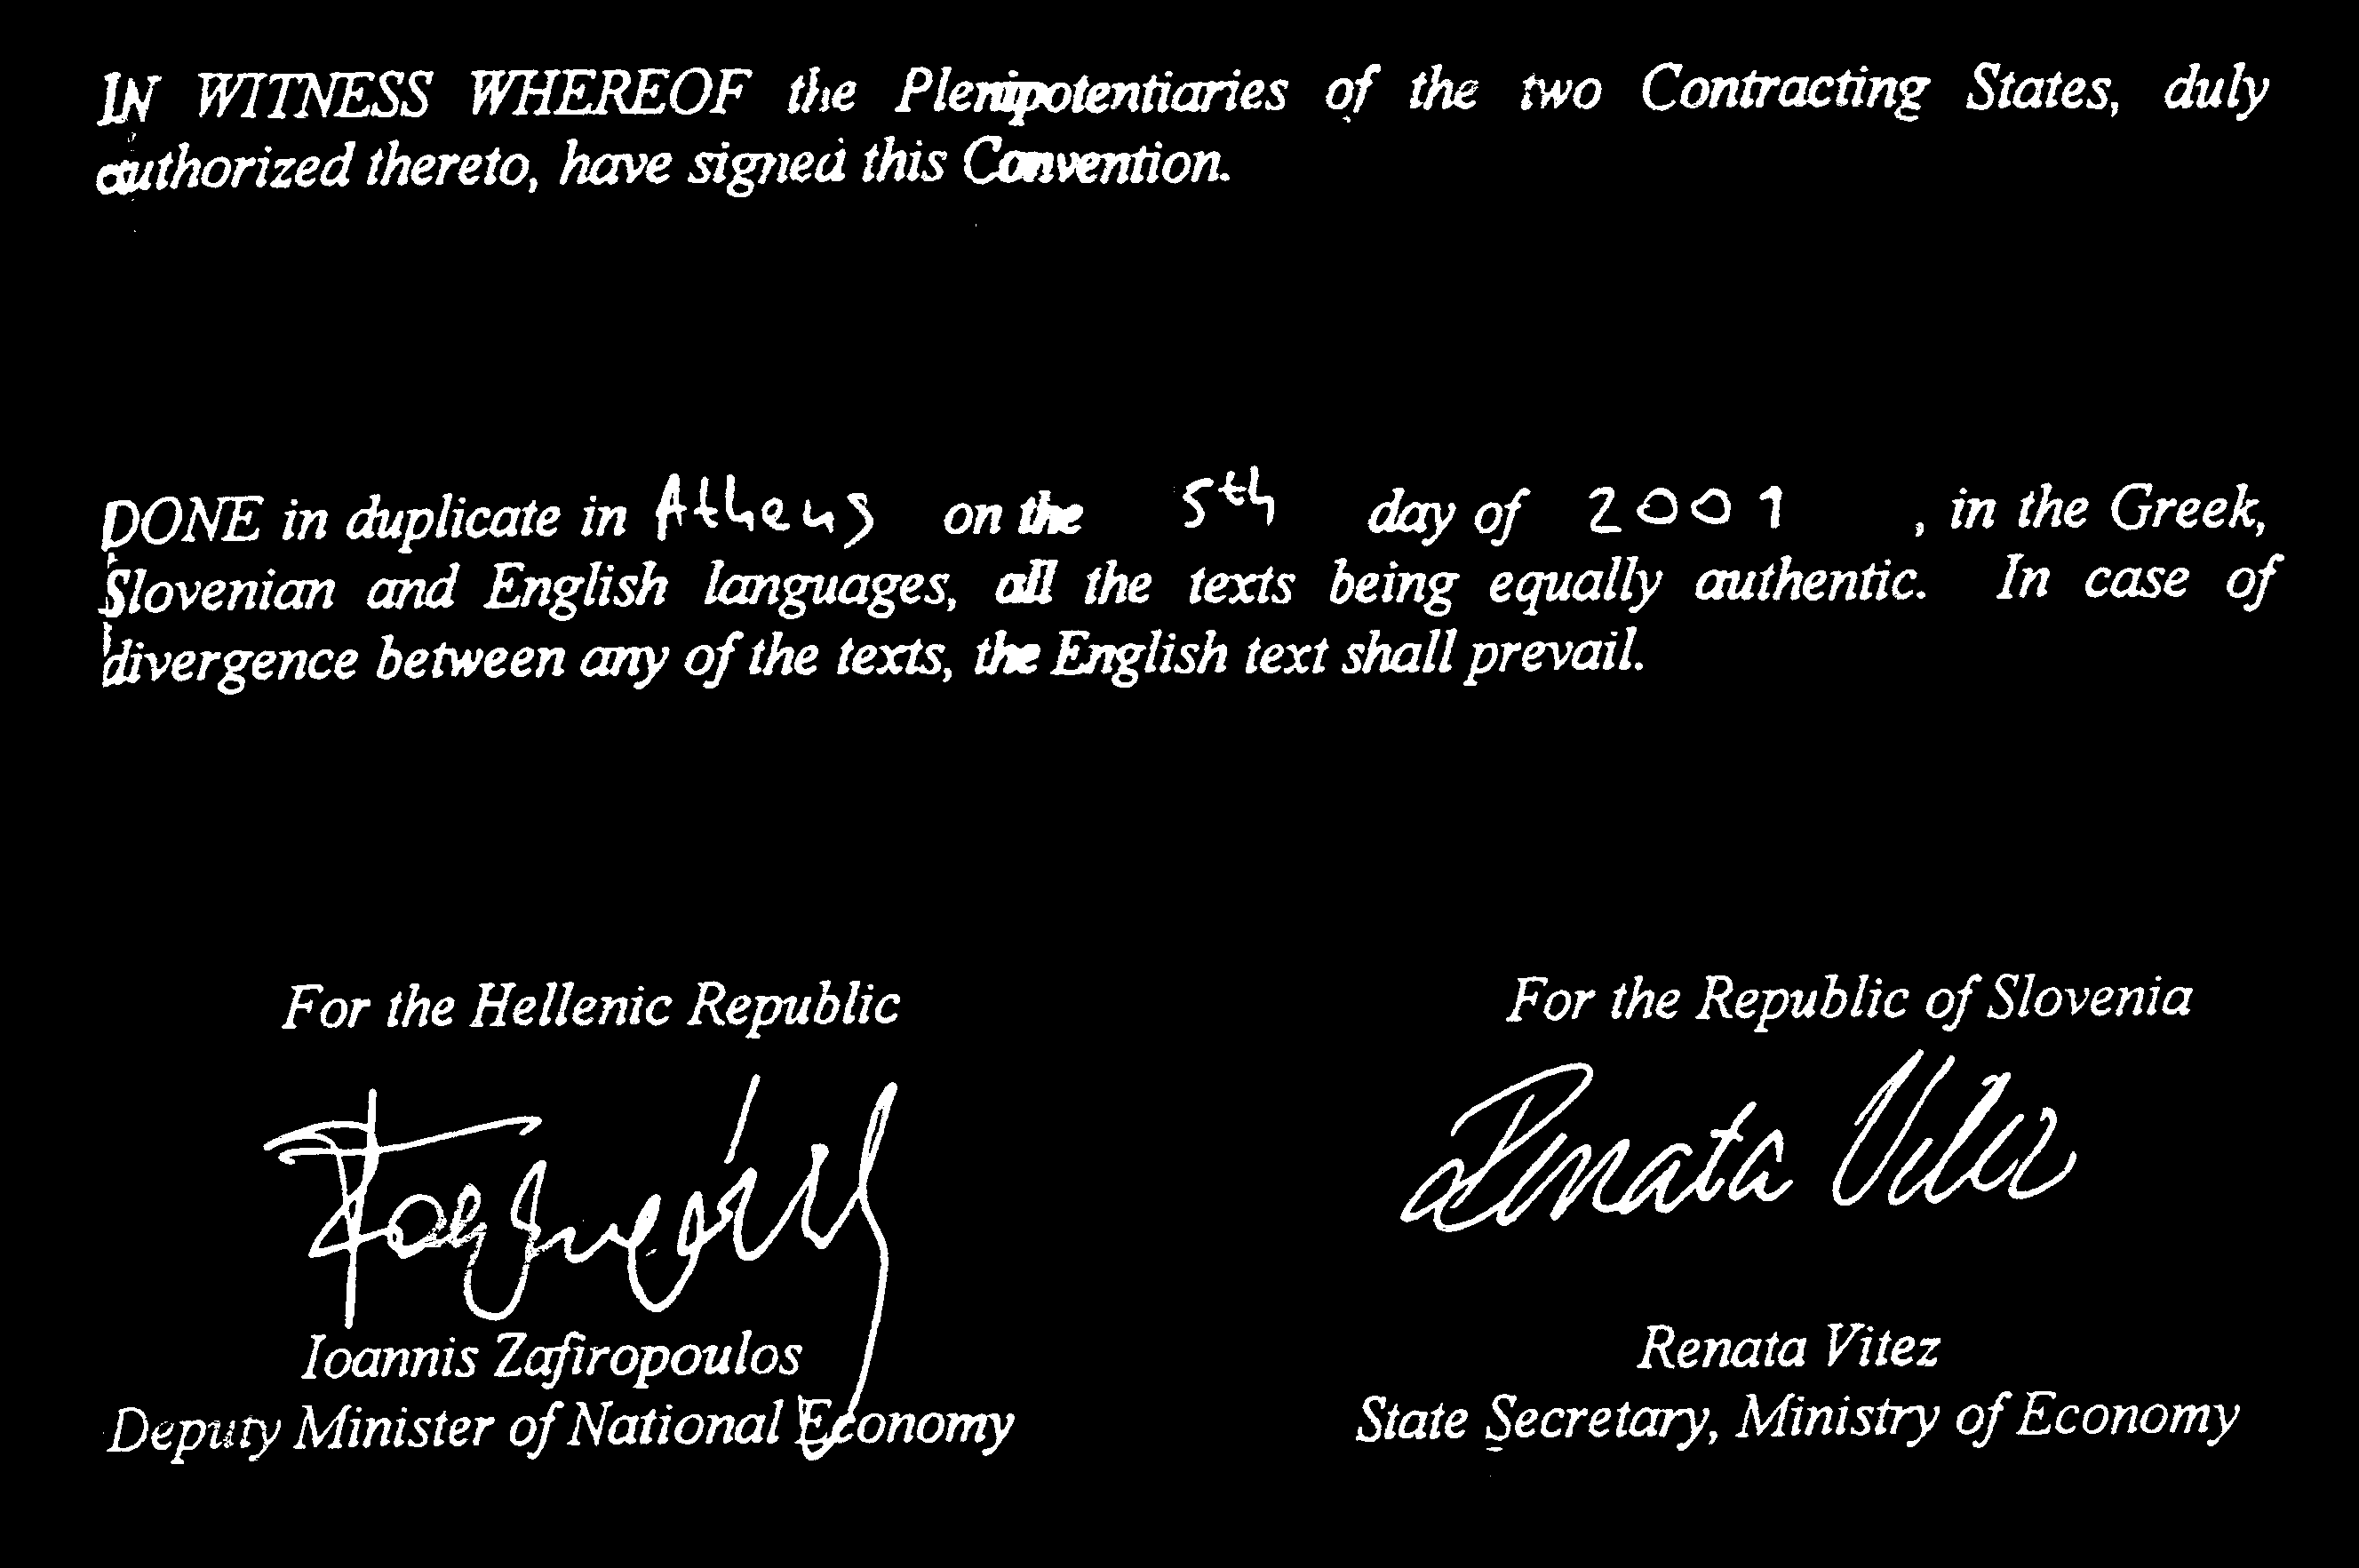 IN WITNESS WHEREOF the Plenipotentiaries of the two Contracting States, duly
authorized thereto, have signed this Convention.
DONE in duplicate in Athens on the 5th day of 2001 , in the Greek,
Slovenian and English languages, all the texts being equally authentic. In case of
divergence between any of the texts, the English text shall prevail.
For the Hellenic Republic
For the Republic of Slovenia
Renata Vitez
Ioannis Zafiropoulos
Deputy Minister of National Economy
Renata Vitez
State Secretary, Ministry of Economy